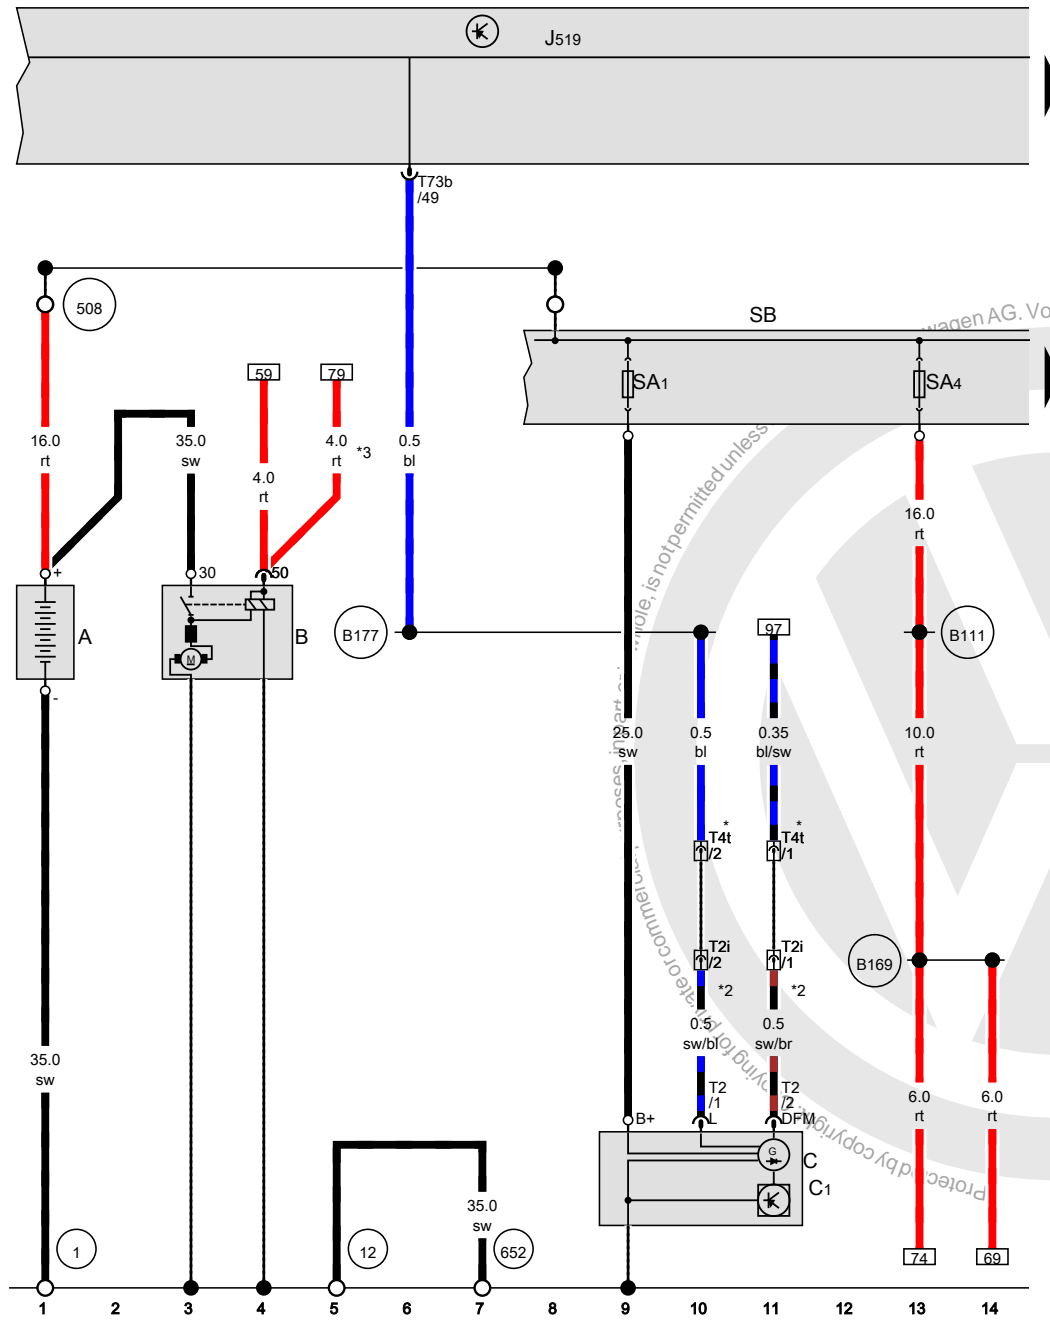 J519
T73b
/49
508
SB
wagen AG. Vo
SA1
SA4
59
79
16.0
rt
35.0
sw
4.0
rt
*3
0.5
bl
4.0
rt
16.0
rt
+
30
50
A
B
M
B177
97
B111
-
25.0
sw
0.5
bl
0.35
bl/sw
10.0
rt
*
T4t
/2
*
T4t
/1
T2i
/2
T2i
/1
B169
*2
*2
0.5
sw/bl
0.5
sw/br
35.0
sw
T2
/1
T2
/2
6.0
rt
6.0
rt
B+
L
DFM
G
C
C1
35.0
sw
1
12
652
74
69
1 2 3 4 5 6 7 8 9 10 11 12 13 14